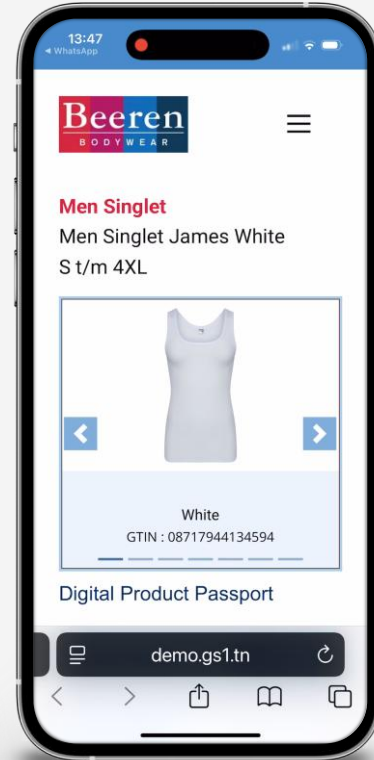 13:47
◀ WhatsApp
Beeren
BODYWEAR
Men Singlet
Men Singlet James White
S t/m 4XL
White
GTIN : 08717944134594
Digital Product Passport
demo.gs1.tn